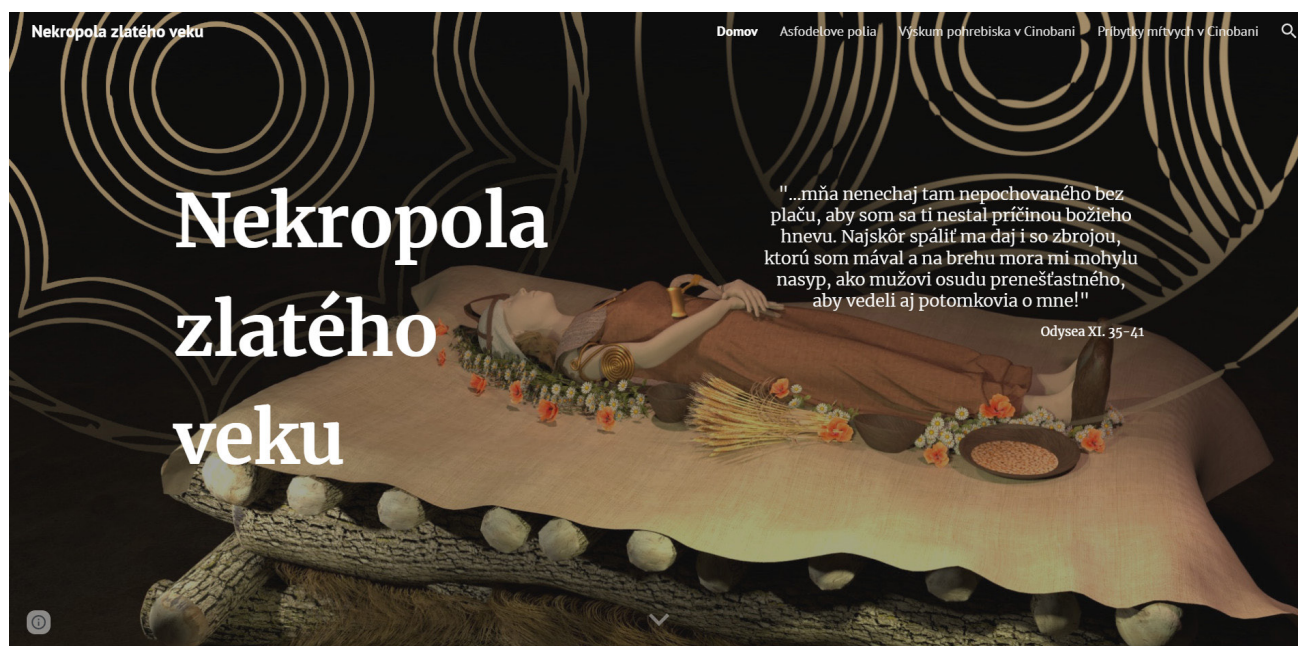 Nekropola zlatého veku
Domov Asfodelove polia Výskum pohrebiska v Cinobani Príbytky mŕtvych v Cinobani
Nekropola
zlatého
veku
"...mňa nenechaj tam nepochovaného bez
plaču, aby som sa ti nestal príčinou božieho
hnevu. Najskôr spáliť ma daj i so zbrojou,
ktorú som mával a na brehu mora mi mohylu
nasyp, ako mužovi osudu prenešťastného,
aby vedeli aj potomkovia o mne!"
Odysea XI. 35-41